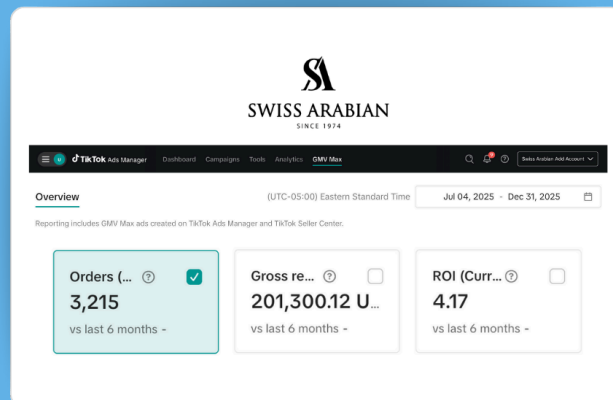 SA
SWISS ARABIAN
SINCE 1974
TikTok Ads Manager Dashboard Campaigns Tools Analytics GMV Max Swiss Arabian Add Account
Overview (UTC-05:00) Eastern Standard Time Jul 04, 2025 - Dec 31, 2025
Reporting includes GMV Max ads created on TikTok Ads Manager and TikTok Seller Center.
Orders (... Gross re... ROI (Curr...
3,215 201,300.12 U... 4.17
vs last 6 months - vs last 6 months - vs last 6 months -